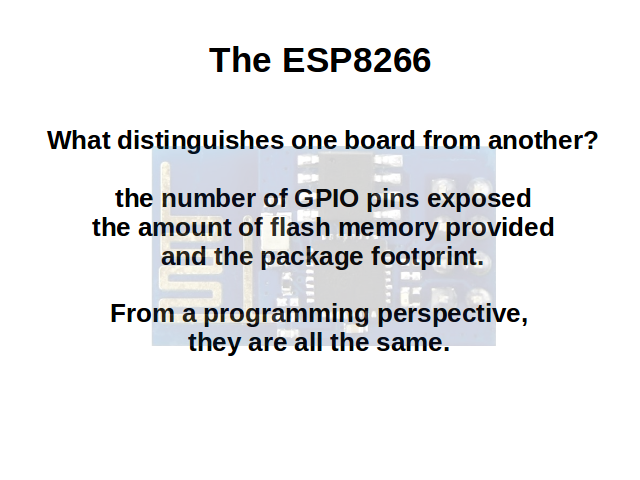 The ESP8266
What distinguishes one board from another?
the number of GPIO pins exposed
the amount of flash memory provided
and the package footprint.
From a programming perspective,
they are all the same.